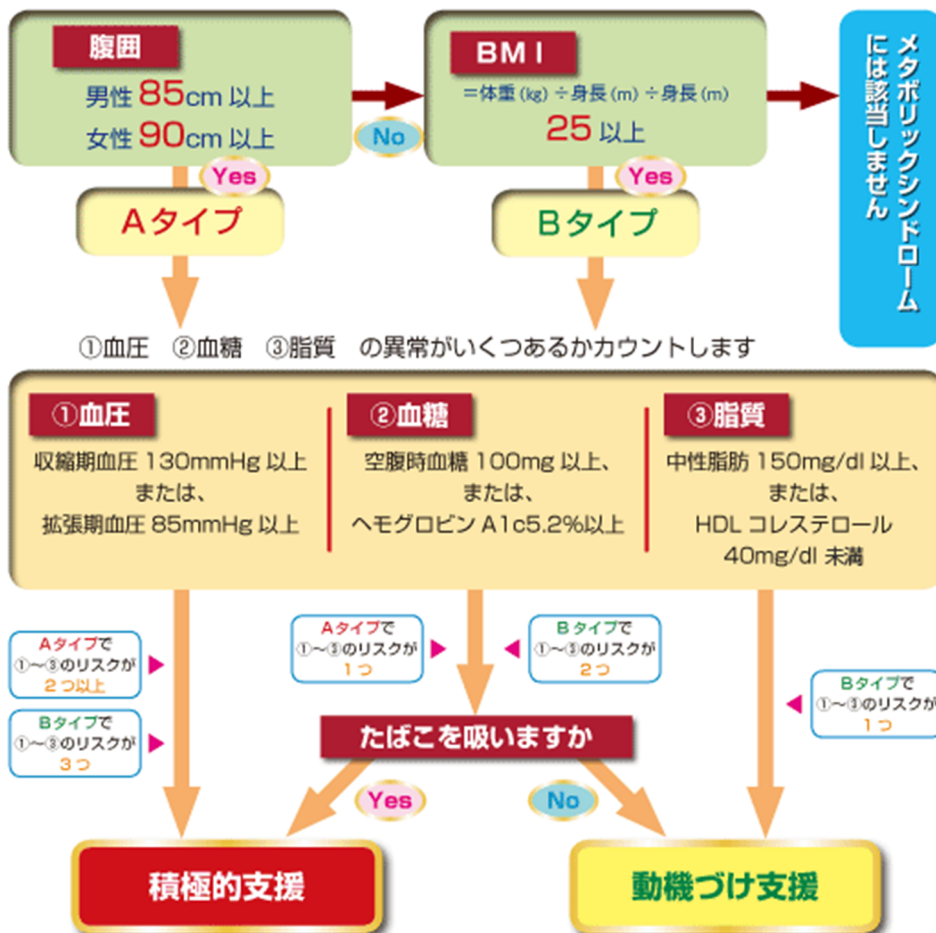 腹囲
男性 85cm 以上
女性 90cm 以上
No
BMI
=体重(kg)÷身長(m)÷身長(m)
25 以上
メタボリックシンドローム
には該当しません
Yes
Aタイプ
Yes
Bタイプ
①血圧 ②血糖 ③脂質 の異常がいくつあるかカウントします
①血圧
収縮期血圧 130mmHg 以上
または、
拡張期血圧 85mmHg 以上
②血糖
空腹時血糖 100mg 以上、
または、
ヘモグロビン A1c5.2%以上
③脂質
中性脂肪 150mg/dl 以上、
または、
HDL コレステロール
40mg/dl 未満
Aタイプで
①〜③のリスクが
2つ以上
Bタイプで
①〜③のリスクが
3つ
Aタイプで
①〜③のリスクが
1つ
Bタイプで
①〜③のリスクが
2つ
Bタイプで
①〜③のリスクが
1つ
たばこを吸いますか
Yes
No
積極的支援
動機づけ支援